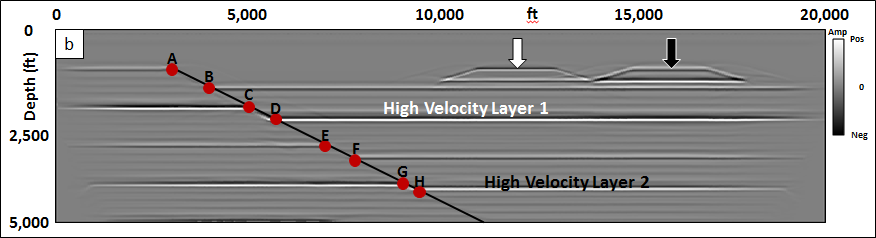 0 5,000 10,000 ft 15,000 20,000
0
b
Amp
Pos
0
Neg
Depth (ft)
2,500
5,000
A
B
C
D
High Velocity Layer 1
E
F
G
H
High Velocity Layer 2